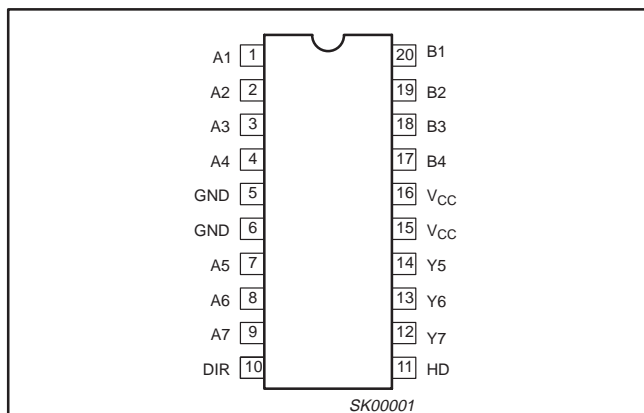 A1 1 20 B1
A2 2 19 B2
A3 3 18 B3
A4 4 17 B4
GND 5 16 VCC
GND 6 15 VCC
A5 7 14 Y5
A6 8 13 Y6
A7 9 12 Y7
DIR 10 11 HD
SK00001